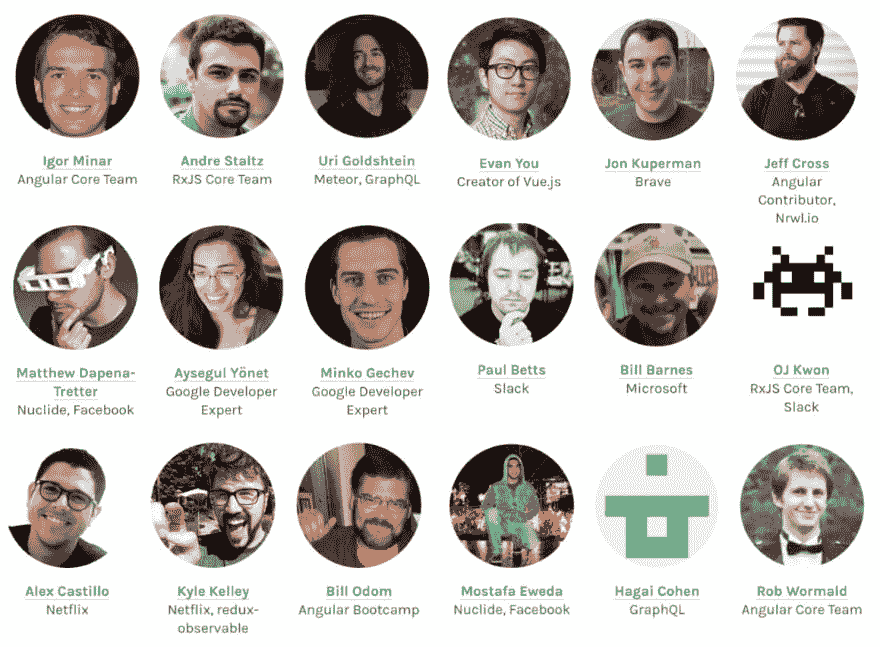 Igor Minar
Angular Core Team
Andre Staltz
RxJS Core Team
Uri Goldshtein
Meteor, GraphQL
Evan You
Creator of Vue.js
Jon Kuperman
Brave
Jeff Cross
Angular
Contributor,
Nrwl.io
Matthew Dapena-
Tretter
Nuclide, Facebook
Aysegul Yönet
Google Developer
Expert
Minko Gechev
Google Developer
Expert
Paul Betts
Slack
Bill Barnes
Microsoft
OJ Kwon
RxJS Core Team,
Slack
Alex Castillo
Netflix
Kyle Kelley
Netflix, redux-
observable
Bill Odom
Angular Bootcamp
Mostafa Eweda
Nuclide, Facebook
Hagai Cohen
GraphQL
Rob Wormald
Angular Core Team